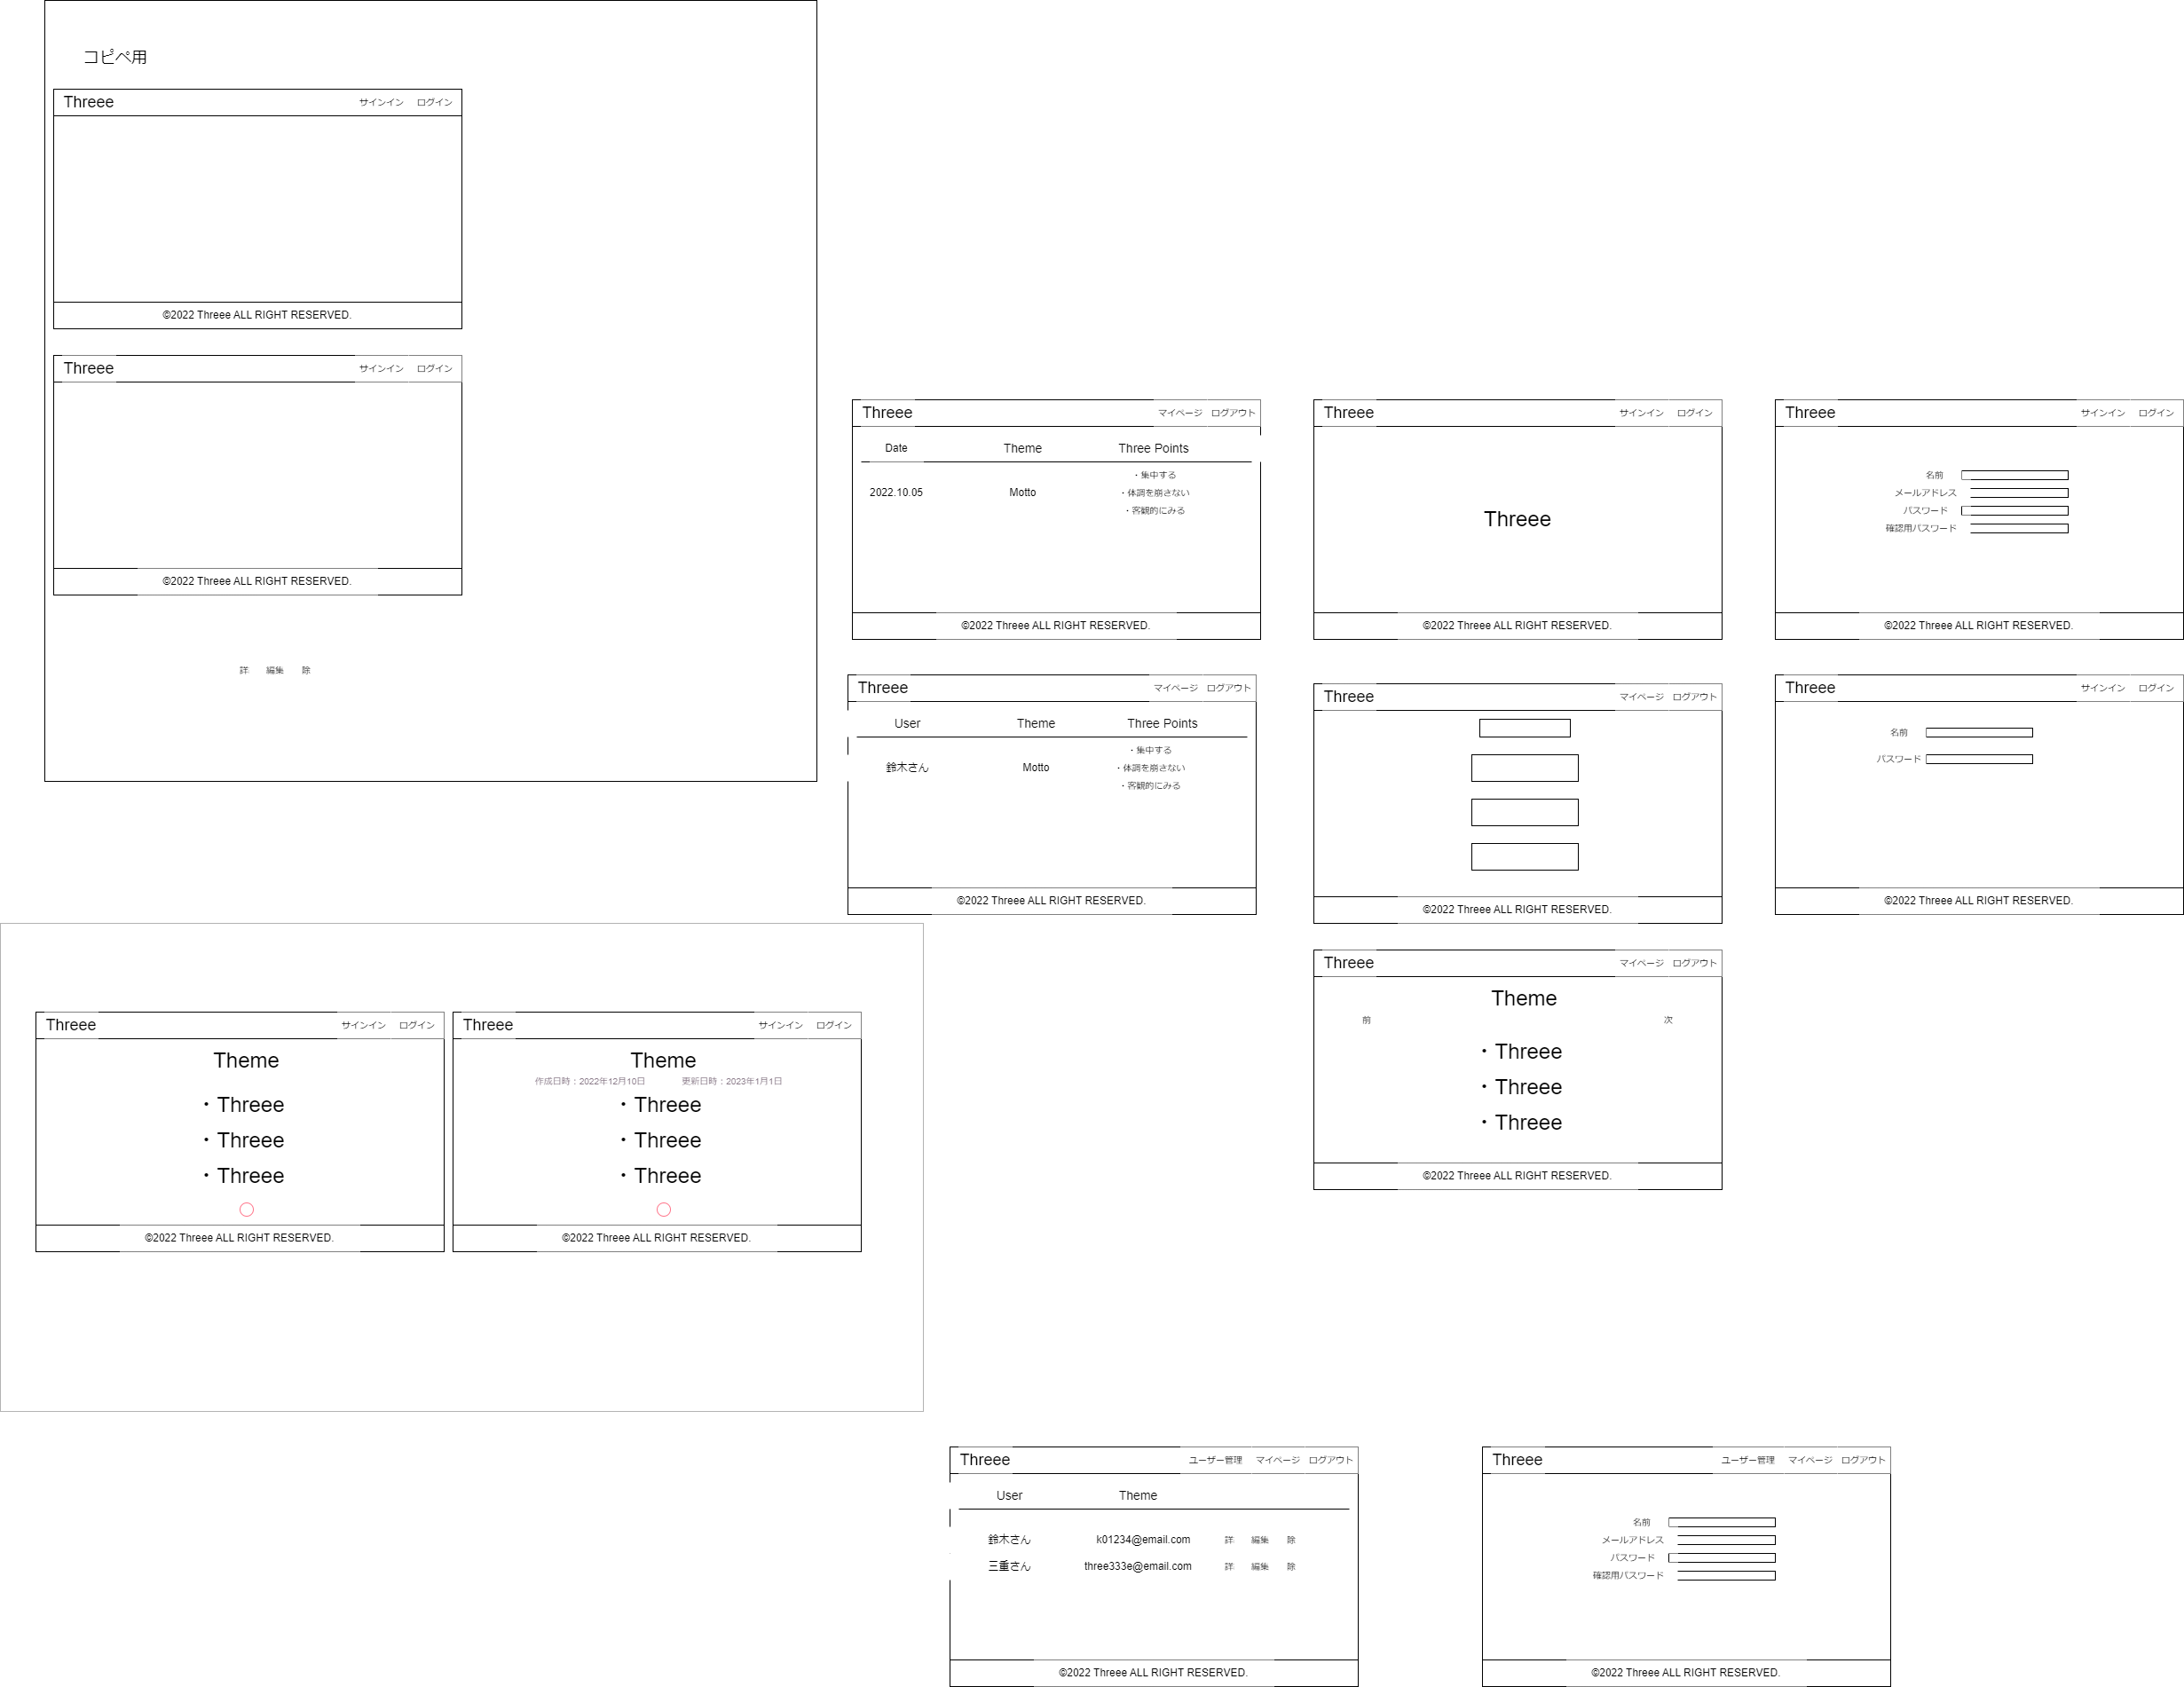 コピペ用
Threee サインイン ログイン
©2022 Threee ALL RIGHT RESERVED.
Threee サインイン ログイン
©2022 Threee ALL RIGHT RESERVED.
詳 編集 除
Threee マイページ ログアウト
Date Theme Three Points
・集中する
2022.10.05 Motto ・体調を崩さない
・客観的にみる
©2022 Threee ALL RIGHT RESERVED.
Threee サインイン ログイン
Threee
©2022 Threee ALL RIGHT RESERVED.
Threee サインイン ログイン
名前
メールアドレス
パスワード
確認用パスワード
©2022 Threee ALL RIGHT RESERVED.
Threee マイページ ログアウト
User Theme Three Points
・集中する
鈴木さん Motto ・体調を崩さない
・客観的にみる
©2022 Threee ALL RIGHT RESERVED.
Threee マイページ ログアウト
©2022 Threee ALL RIGHT RESERVED.
Threee サインイン ログイン
名前
パスワード
©2022 Threee ALL RIGHT RESERVED.
Threee マイページ ログアウト
Theme
前 次
・Threee
・Threee
・Threee
©2022 Threee ALL RIGHT RESERVED.
Threee サインイン ログイン
Theme
・Threee
・Threee
・Threee
©2022 Threee ALL RIGHT RESERVED.
Threee サインイン ログイン
Theme
作成日時：2022年12月10日 更新日時：2023年1月1日
・Threee
・Threee
・Threee
©2022 Threee ALL RIGHT RESERVED.
Threee ユーザー管理 マイページ ログアウト
User Theme
鈴木さん k01234@email.com 詳 編集 除
三重さん three333e@email.com 詳 編集 除
©2022 Threee ALL RIGHT RESERVED.
Threee ユーザー管理 マイページ ログアウト
名前
メールアドレス
パスワード
確認用パスワード
©2022 Threee ALL RIGHT RESERVED.